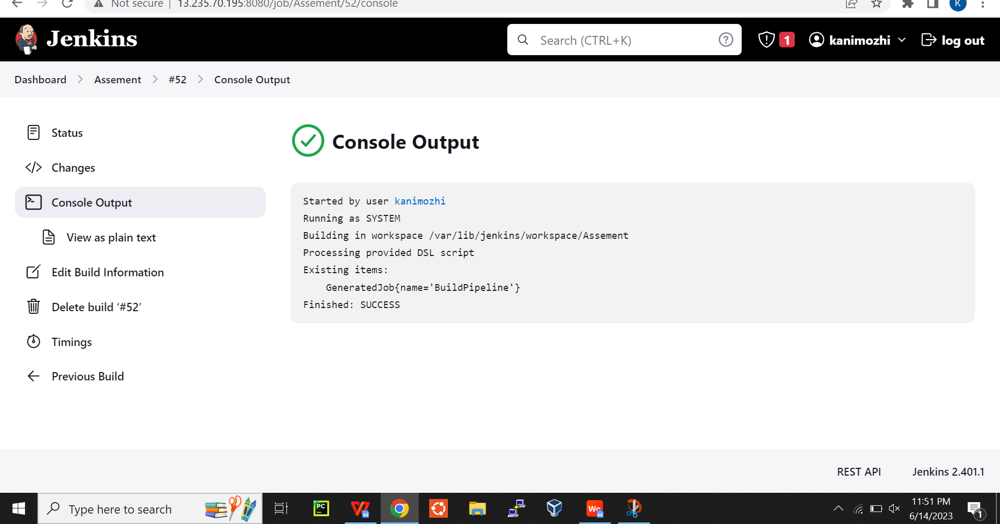 Not secure | 13.235.70.195:8080/job/Assement/52/console
K
Jenkins
Search (CTRL+K)
1
kanimozhi
log out
Dashboard
Assement
#52
Console Output
Status
Changes
Console Output
View as plain text
Edit Build Information
Delete build ‘#52’
Timings
Previous Build
Console Output
Started by user kanimozhi
Running as SYSTEM
Building in workspace /var/lib/jenkins/workspace/Assement
Processing provided DSL script
Existing items:
GeneratedJob{name='BuildPipeline'}
Finished: SUCCESS
REST API
Jenkins 2.401.1
Type here to search
PC
W
Wc
W
11:51 PM
6/14/2023
1